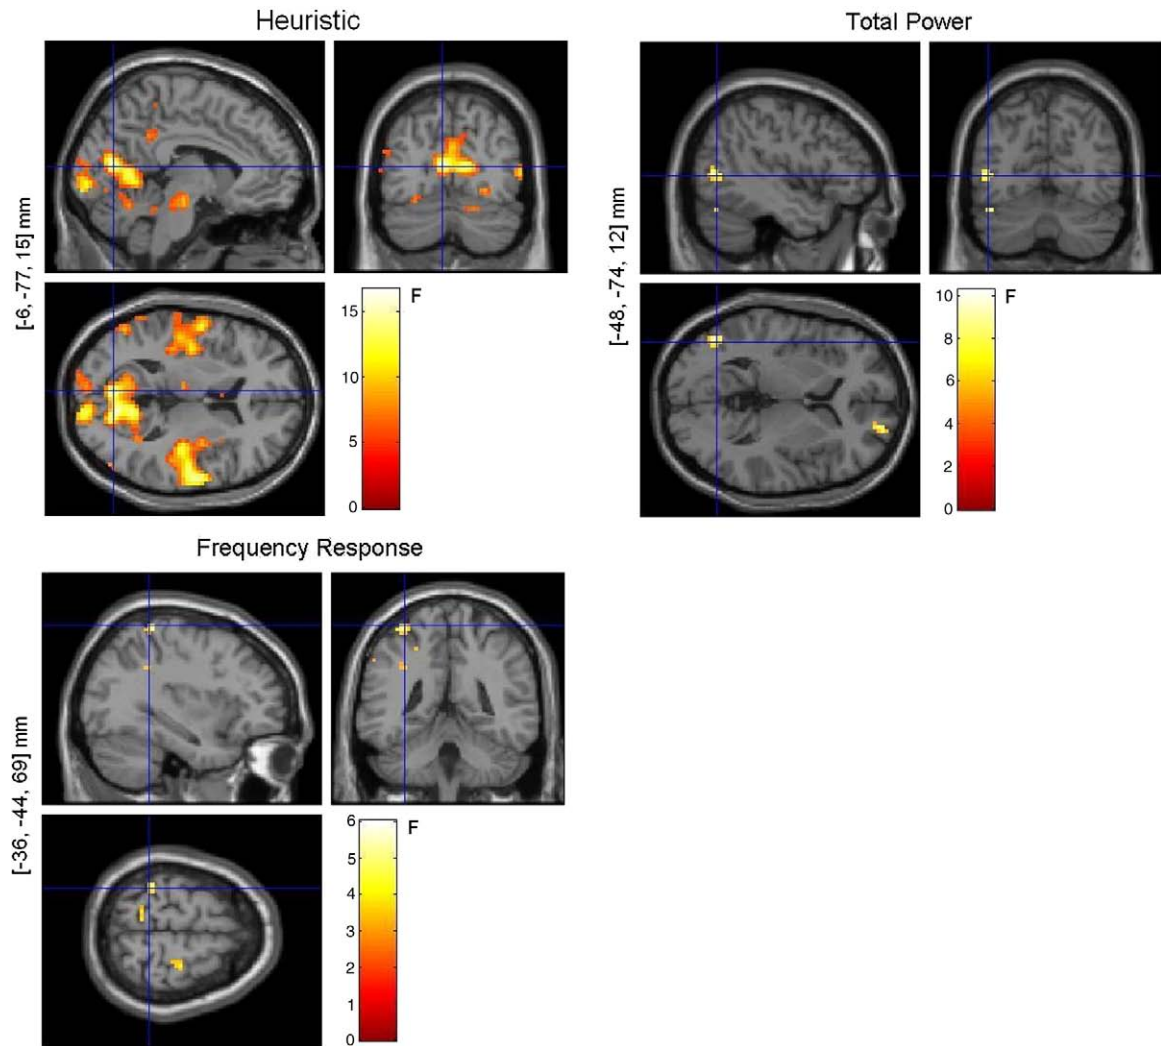 Heuristic
[-6, -77, 15] mm
F
15
10
5
0
Total Power
[-48, -74, 12] mm
F
10
8
6
4
2
0
Frequency Response
[-36, -44, 69] mm
F
6
5
4
3
2
1
0